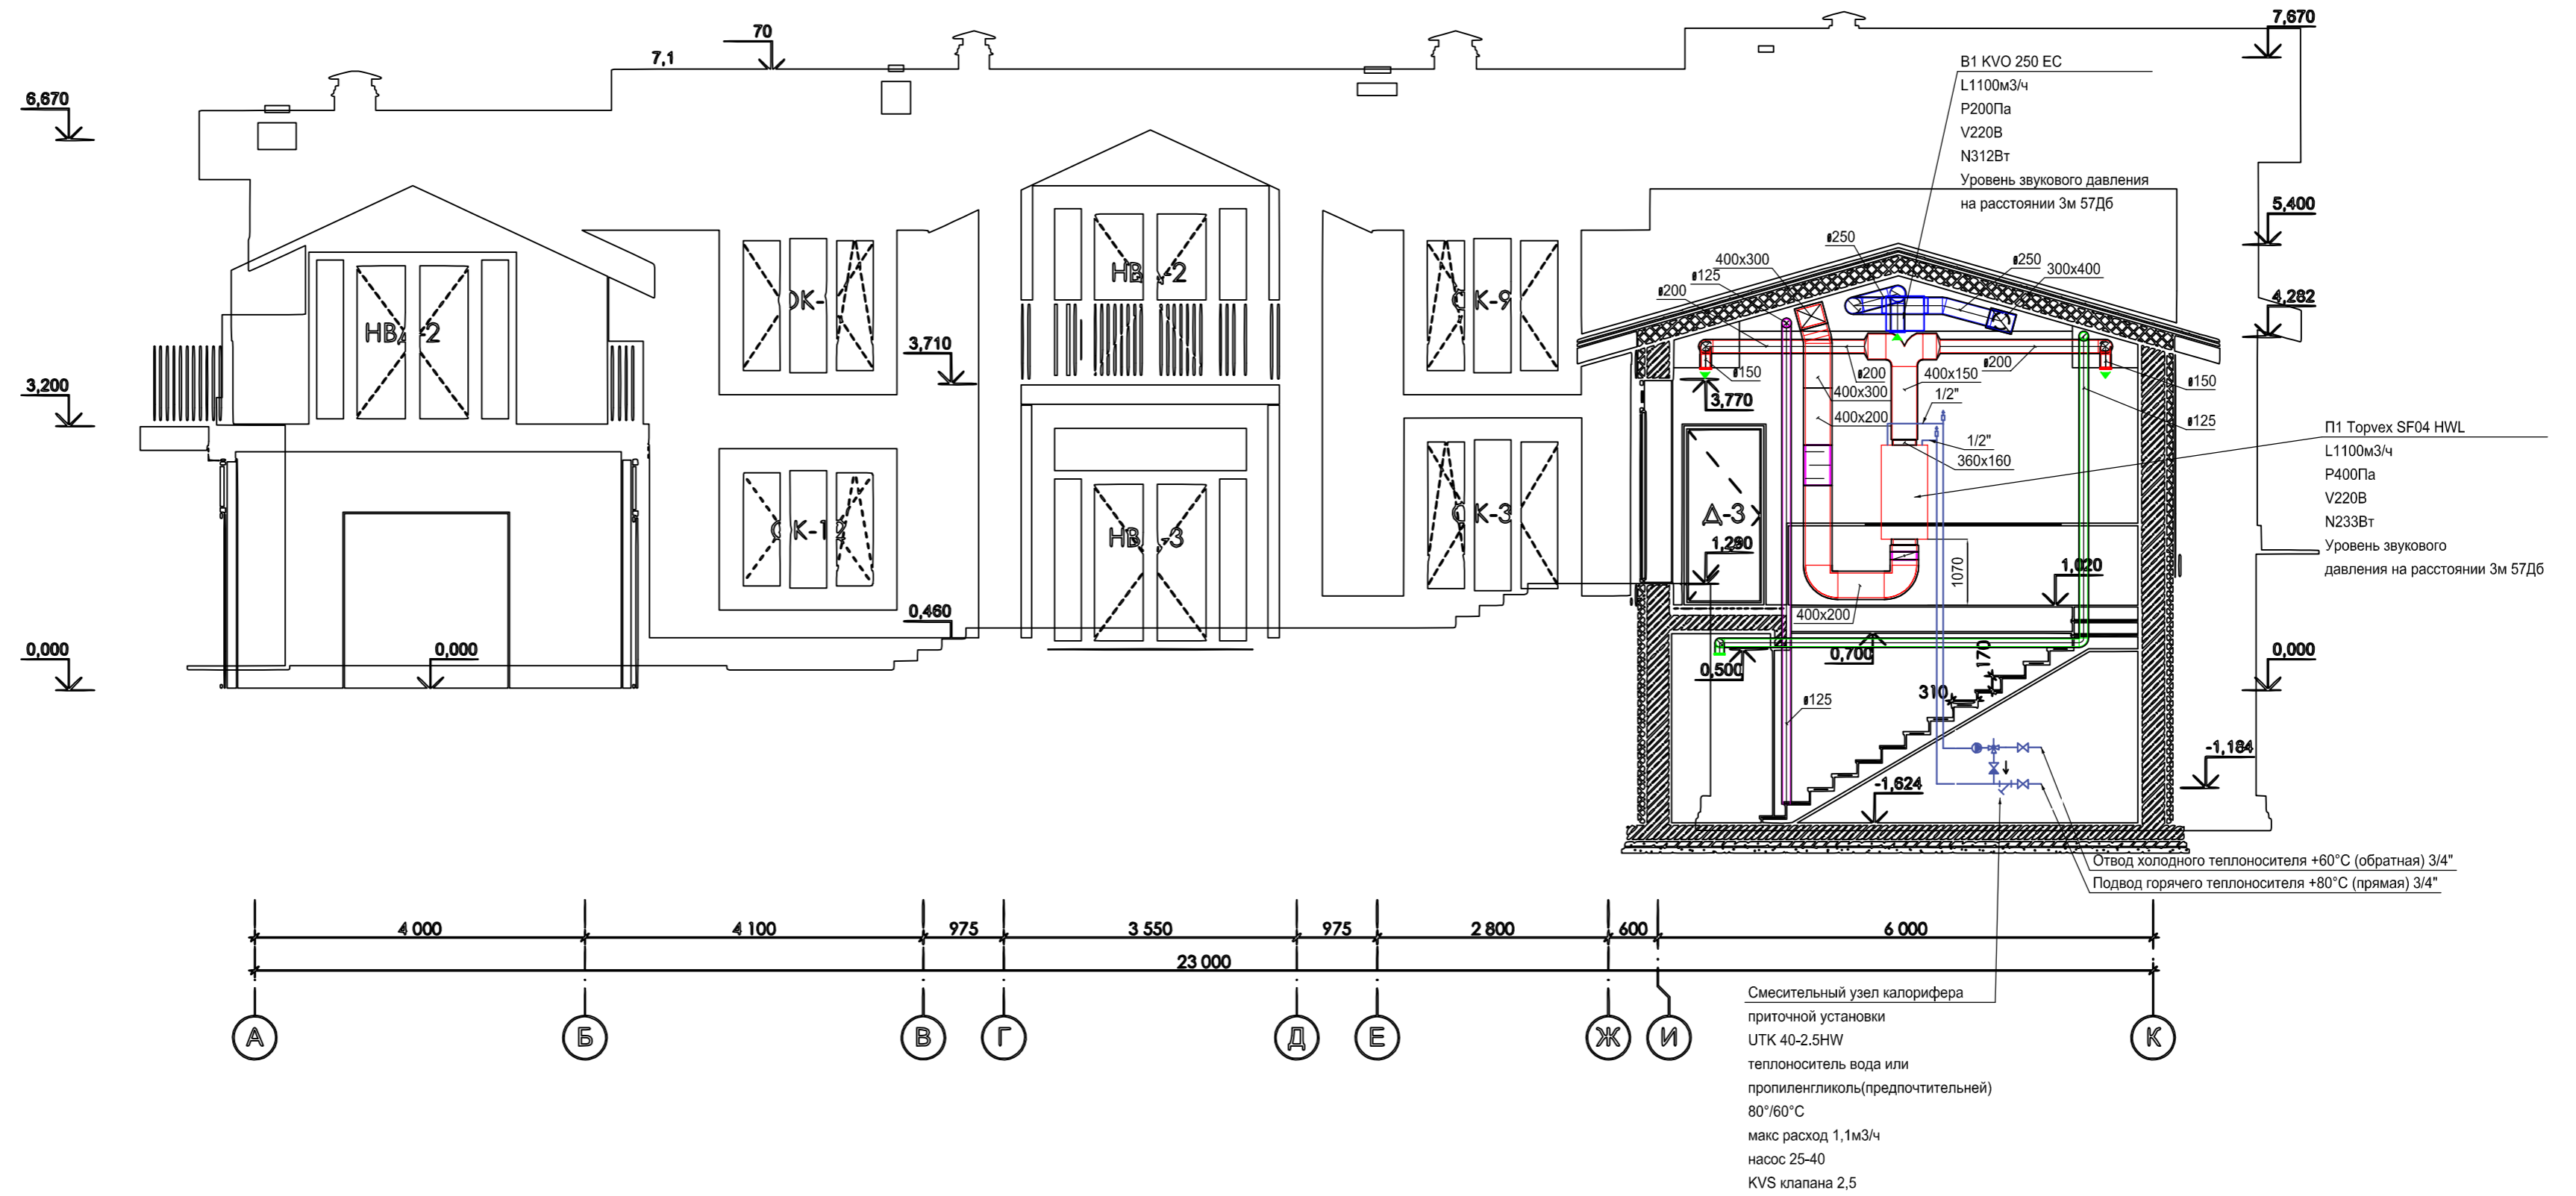 7,670
70
7,1
6,670
В1 KVO 250 EC
L1100м3/ч
P200Па
V220В
N312Вт
Уровень звукового давления
на расстоянии 3м 57Дб
5,400
ø250
400x300
ø125
ø200
ø250
300x400
4,282
НВД-2
НВ -2
ОК-
ОК-9
3,710
3,200
ø150
ø200
400x150
ø200
ø150
400x300
1/2"
3,770
400x200
ø125
1/2"
360x160
П1 Topvex SF04 HWL
L1100м3/ч
P400Па
V220В
N233Вт
Уровень звукового
давления на расстоянии 3м 57Дб
Д-3
ОК-12
НВ -3
ОК-3
1070
1,020
400x200
0,460
0,000
0,000
0,700
0,500
170
310
0,000
ø125
-1,184
-1,624
Отвод холодного теплоносителя +60°C (обратная) 3/4"
Подвод горячего теплоносителя +80°C (прямая) 3/4"
4 000
4 100
975
3 550
975
2 800
600
6 000
23 000
А
Б
В
Г
Д
Е
Ж
И
К
Смесительный узел калорифера
приточной установки
UTK 40-2.5HW
теплоноситель вода или
пропиленгликоль(предпочтительней)
80°/60°C
макс расход 1,1м3/ч
насос 25-40
KVS клапана 2,5